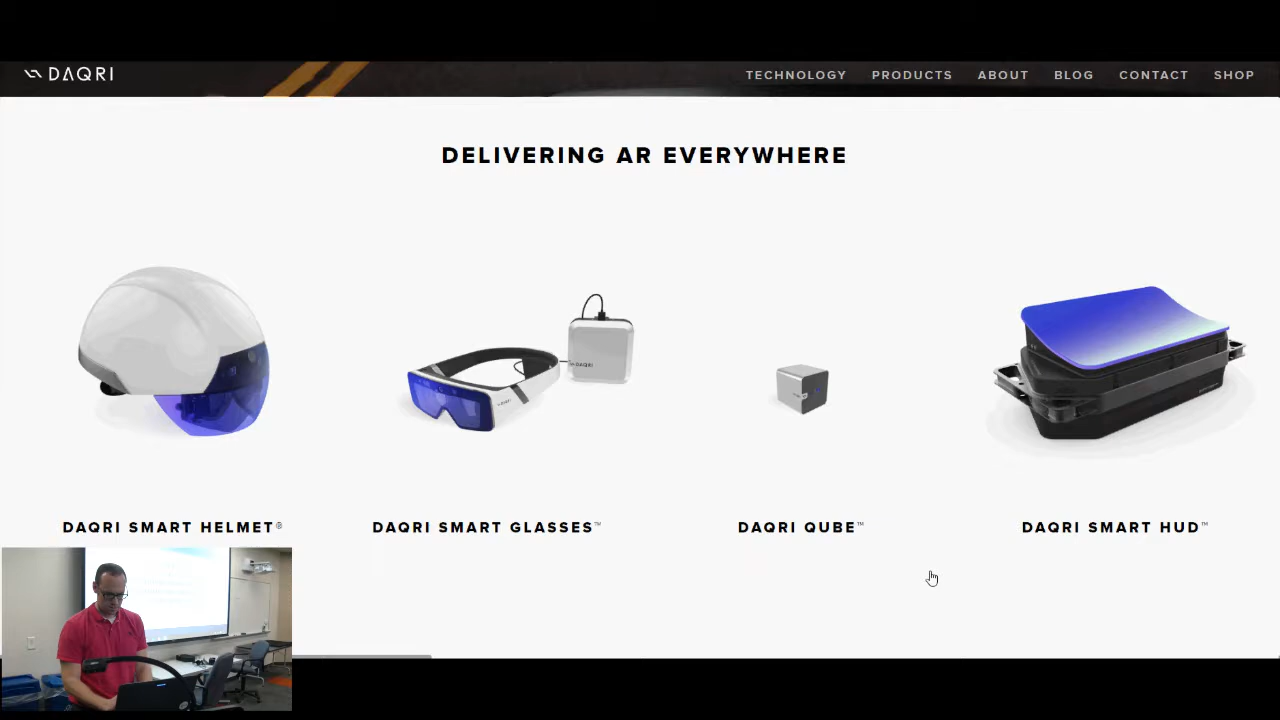 DAQRI
TECHNOLOGY PRODUCTS ABOUT BLOG CONTACT SHOP
DELIVERING AR EVERYWHERE
DAQRI
DAQRI SMART HELMET®
DAQRI SMART GLASSES™
DAQRI QUBE™
DAQRI SMART HUD™